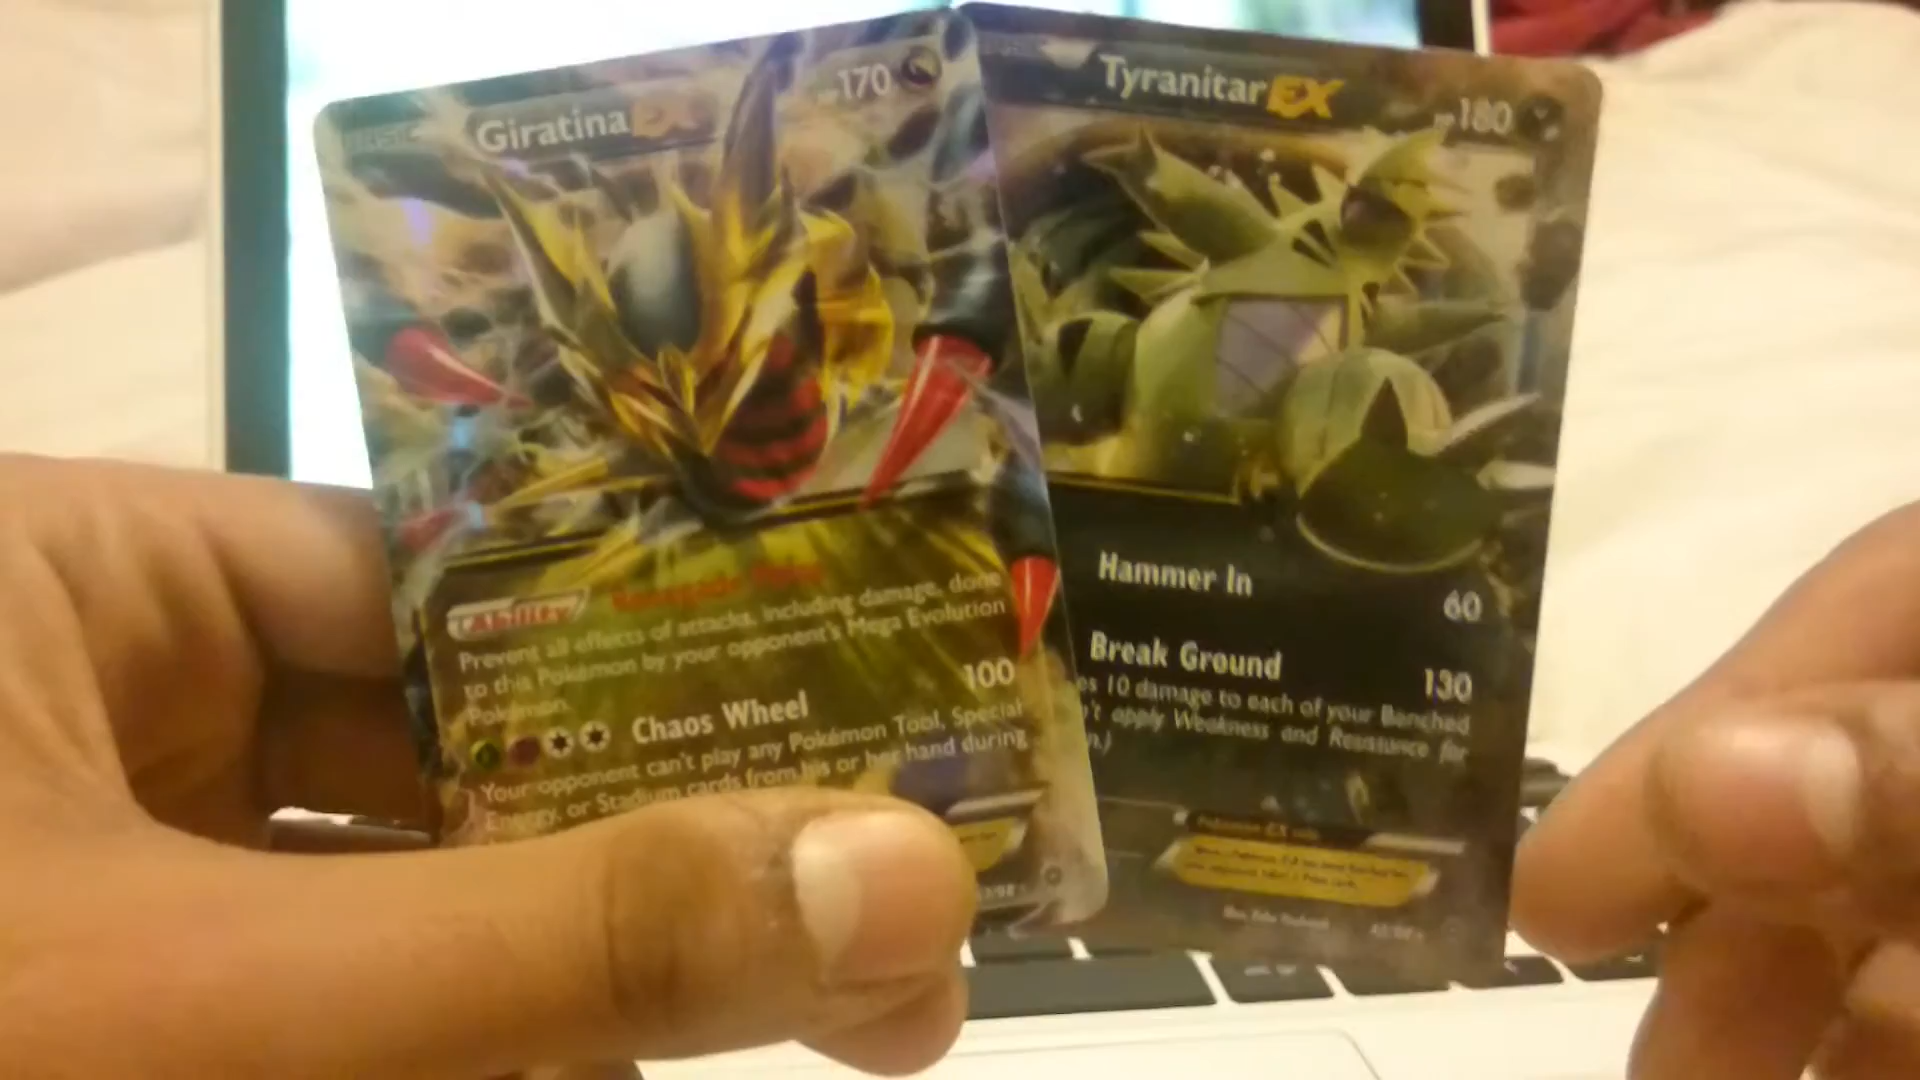 Giratina EX
170
Ability
Prevent all effects of attacks, including damage, done
to this Pokémon by your opponent's Mega Evolution
Pokémon.
Chaos Wheel
100
Your opponent can't play any Pokémon Tool, Special
Energy, or Stadium cards from his or her hand during
Tyranitar EX
180
Hammer In
60
Break Ground
130
es 10 damage to each of your Benched
n't apply Weakness and Resistance for
n.)